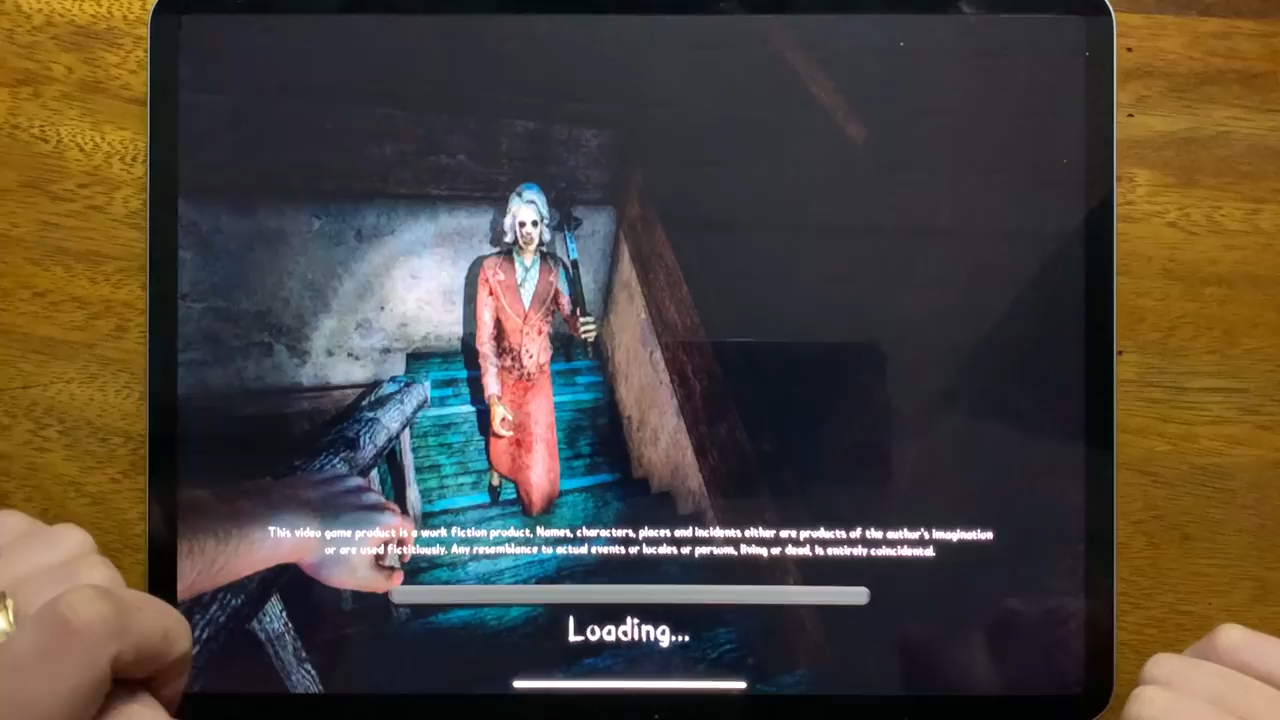 This video game product is a work fiction product, Names, characters, places and incidents either are products of the author's imagination
or are used fictitiously. Any resemblance to actual events or locales or persons, living or dead, is entirely coincidental.
Loading...